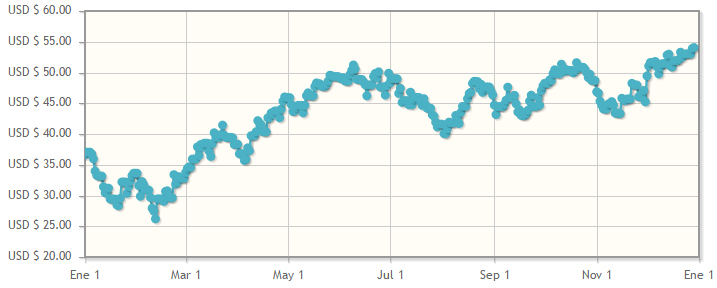 USD $ 60.00
USD $ 55.00
USD $ 50.00
USD $ 45.00
USD $ 40.00
USD $ 35.00
USD $ 30.00
USD $ 25.00
USD $ 20.00
Ene 1 Mar 1 May 1 Jul 1 Sep 1 Nov 1 Ene 1